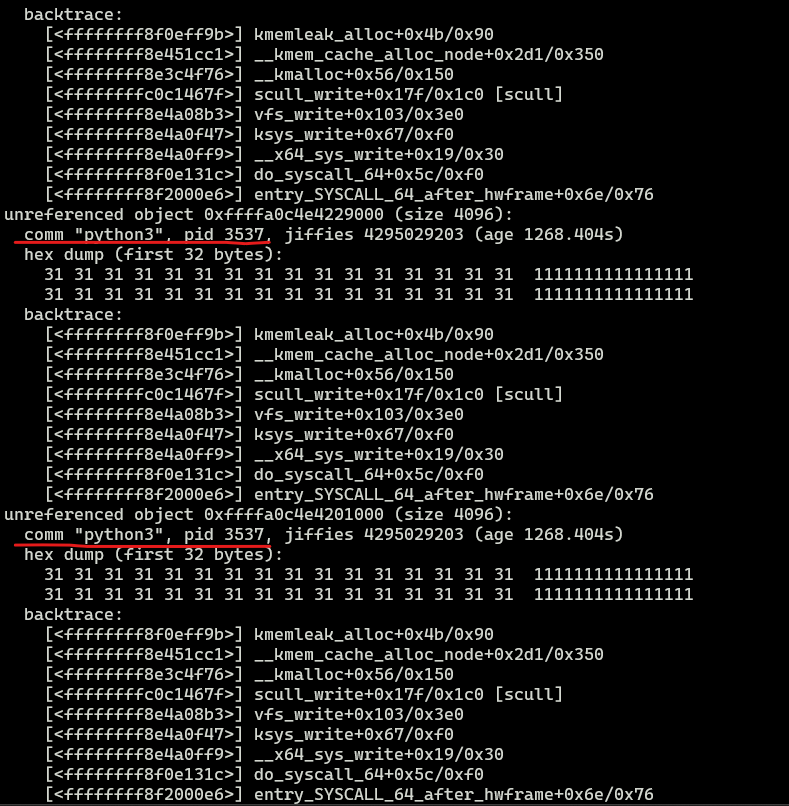 backtrace:
[<ffffffff8f0eff9b>] kmemleak_alloc+0x4b/0x90
[<ffffffff8e451cc1>] __kmem_cache_alloc_node+0x2d1/0x350
[<ffffffff8e3c4f76>] __kmalloc+0x56/0x150
[<ffffffffc0c1467f>] scull_write+0x17f/0x1c0 [scull]
[<ffffffff8e4a08b3>] vfs_write+0x103/0x3e0
[<ffffffff8e4a0f47>] ksys_write+0x67/0xf0
[<ffffffff8e4a0ff9>] __x64_sys_write+0x19/0x30
[<ffffffff8f0e131c>] do_syscall_64+0x5c/0xf0
[<ffffffff8f2000e6>] entry_SYSCALL_64_after_hwframe+0x6e/0x76
unreferenced object 0xffffa0c4e4229000 (size 4096):
comm "python3", pid 3537, jiffies 4295029203 (age 1268.404s)
hex dump (first 32 bytes):
31 31 31 31 31 31 31 31 31 31 31 31 31 31 31 31  1111111111111111
31 31 31 31 31 31 31 31 31 31 31 31 31 31 31 31  1111111111111111
backtrace:
[<ffffffff8f0eff9b>] kmemleak_alloc+0x4b/0x90
[<ffffffff8e451cc1>] __kmem_cache_alloc_node+0x2d1/0x350
[<ffffffff8e3c4f76>] __kmalloc+0x56/0x150
[<ffffffffc0c1467f>] scull_write+0x17f/0x1c0 [scull]
[<ffffffff8e4a08b3>] vfs_write+0x103/0x3e0
[<ffffffff8e4a0f47>] ksys_write+0x67/0xf0
[<ffffffff8e4a0ff9>] __x64_sys_write+0x19/0x30
[<ffffffff8f0e131c>] do_syscall_64+0x5c/0xf0
[<ffffffff8f2000e6>] entry_SYSCALL_64_after_hwframe+0x6e/0x76
unreferenced object 0xffffa0c4e4201000 (size 4096):
comm "python3", pid 3537, jiffies 4295029203 (age 1268.404s)
hex dump (first 32 bytes):
31 31 31 31 31 31 31 31 31 31 31 31 31 31 31 31  1111111111111111
31 31 31 31 31 31 31 31 31 31 31 31 31 31 31 31  1111111111111111
backtrace:
[<ffffffff8f0eff9b>] kmemleak_alloc+0x4b/0x90
[<ffffffff8e451cc1>] __kmem_cache_alloc_node+0x2d1/0x350
[<ffffffff8e3c4f76>] __kmalloc+0x56/0x150
[<ffffffffc0c1467f>] scull_write+0x17f/0x1c0 [scull]
[<ffffffff8e4a08b3>] vfs_write+0x103/0x3e0
[<ffffffff8e4a0f47>] ksys_write+0x67/0xf0
[<ffffffff8e4a0ff9>] __x64_sys_write+0x19/0x30
[<ffffffff8f0e131c>] do_syscall_64+0x5c/0xf0
[<ffffffff8f2000e6>] entry_SYSCALL_64_after_hwframe+0x6e/0x76